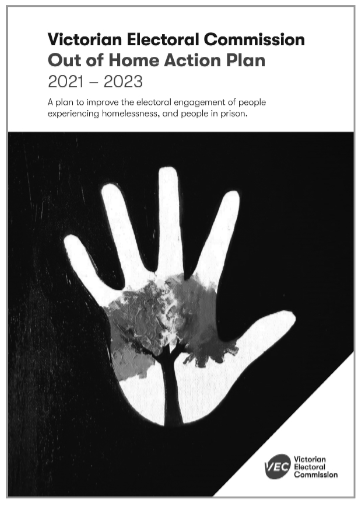 Victorian Electoral Commission
Out of Home Action Plan
2021 – 2023
A plan to improve the electoral engagement of people
experiencing homelessness, and people in prison.
VEC
Victorian
Electoral
Commission